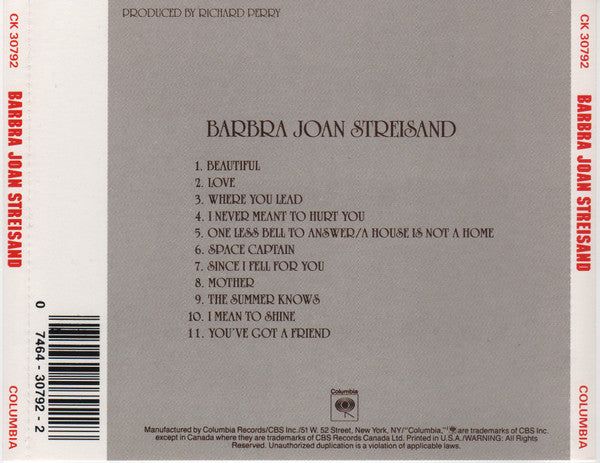 CK 30792
BARBRA JOAN STREISAND
0 7464-30792-2
COLUMBIA
PRODUCED BY RICHARD PERRY
BARBRA JOAN STREISAND
1. BEAUTIFUL
2. LOVE
3. WHERE YOU LEAD
4. I NEVER MEANT TO HURT YOU
5. ONE LESS BELL TO ANSWER/A HOUSE IS NOT A HOME
6. SPACE CAPTAIN
7. SINCE I FELL FOR YOU
8. MOTHER
9. THE SUMMER KNOWS
10. I MEAN TO SHINE
11. YOU'VE GOT A FRIEND
Columbia
Manufactured by Columbia Records/CBS Inc./51 W. 52 Street, New York, NY/"Columbia," are trademarks of CBS Inc.
except in Canada where they are trademarks of CBS Records Canada Ltd. Printed in U.S.A./WARNING: All Rights
Reserved. Unauthorized duplication is a violation of applicable laws.
CK 30792
BARBRA JOAN STREISAND
COLUMBIA